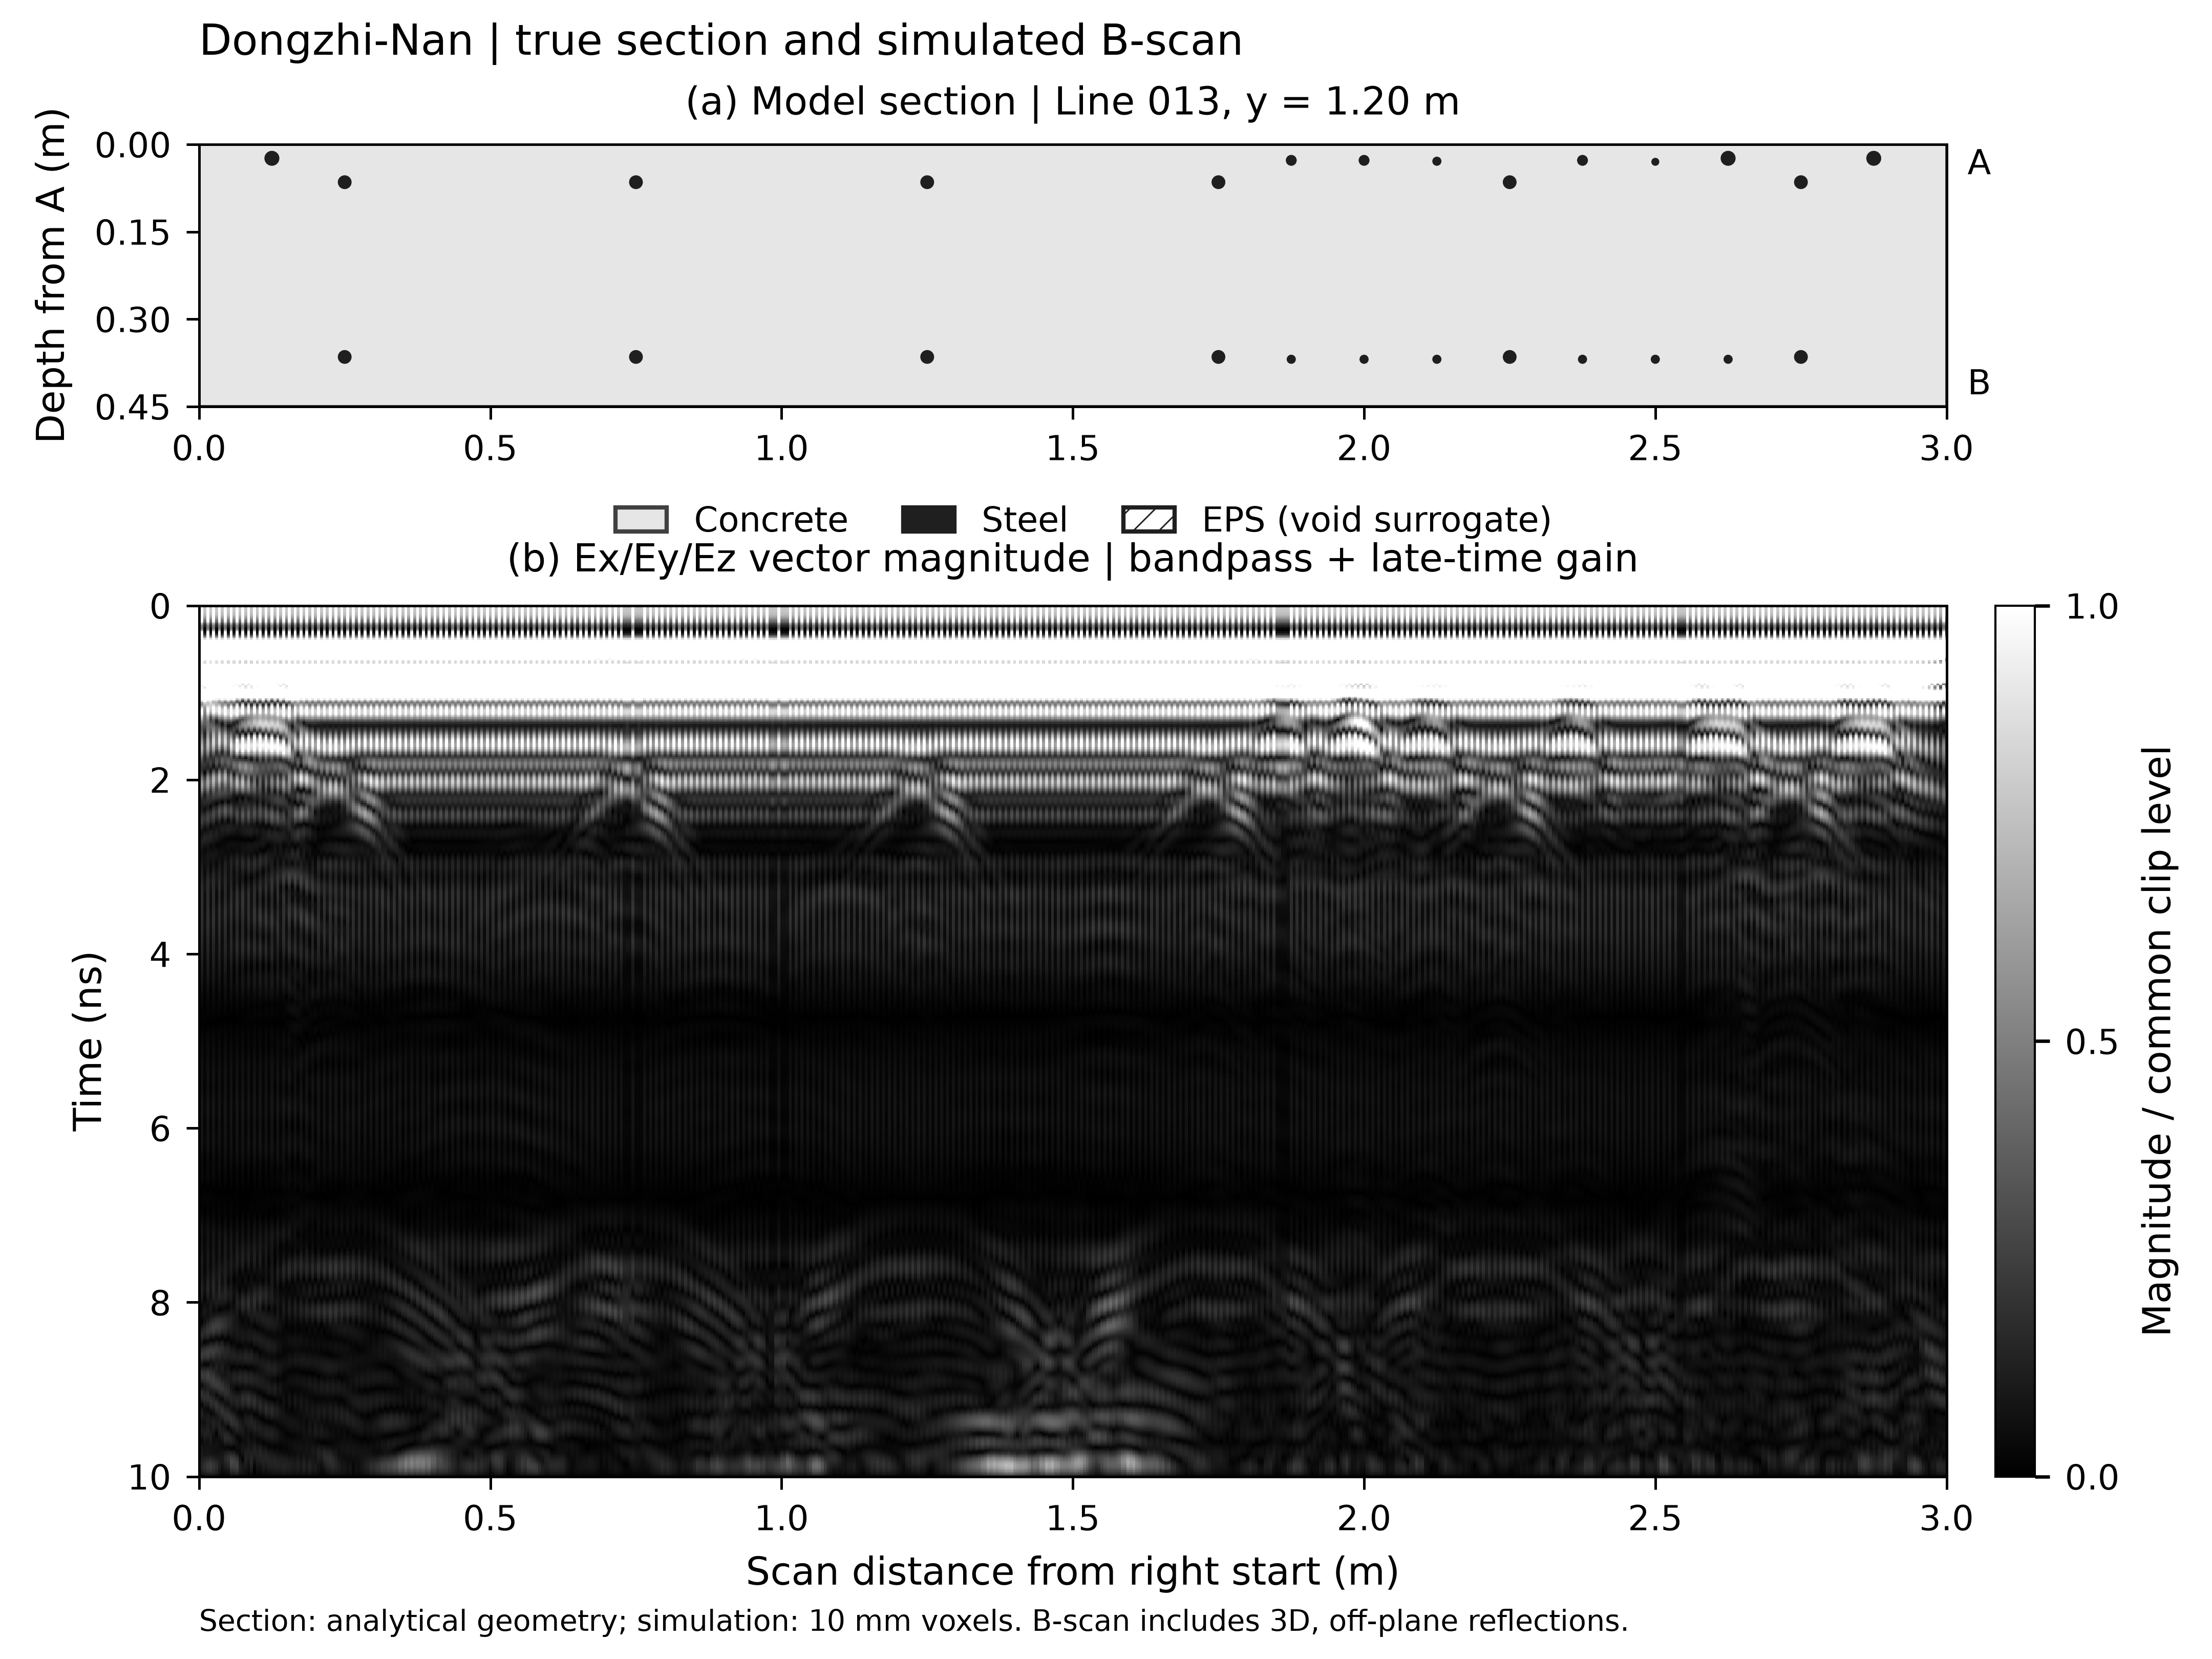 Dongzhi-Nan | true section and simulated B-scan
(a) Model section | Line 013, y = 1.20 m
Depth from A (m)
0.00
0.15
0.30
0.45
A
B
0.0 0.5 1.0 1.5 2.0 2.5 3.0
Concrete Steel EPS (void surrogate)
(b) Ex/Ey/Ez vector magnitude | bandpass + late-time gain
Time (ns)
0
2
4
6
8
10
0.0 0.5 1.0 1.5 2.0 2.5 3.0
Scan distance from right start (m)
1.0
0.5
0.0
Magnitude / common clip level
Section: analytical geometry; simulation: 10 mm voxels. B-scan includes 3D, off-plane reflections.